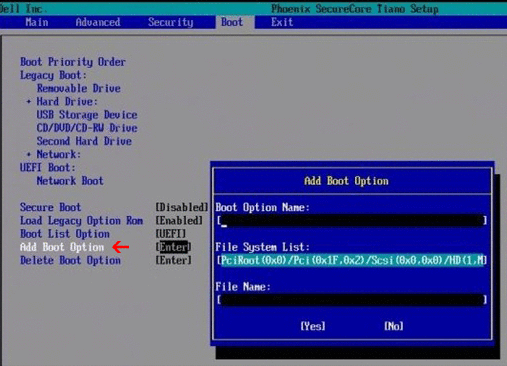 Dell Inc. Phoenix SecureCore Tiano Setup
Main Advanced Security Boot Exit
Boot Priority Order
Legacy Boot:
Removable Drive
+ Hard Drive:
USB Storage Device
CD/DVD/CD-RW Drive
Second Hard Drive
+ Network:
UEFI Boot:
Network Boot
Secure Boot [Disabled]
Load Legacy Option Rom [Enabled]
Boot List Option [UEFI]
Add Boot Option [Enter]
Delete Boot Option [Enter]
Add Boot Option
Boot Option Name:
[_ ]
File System List:
[PciRoot(0x0)/Pci(0x1F,0x2)/Scsi(0x0,0x0)/HD(1,M]
File Name:
[ ]
[Yes] [No]